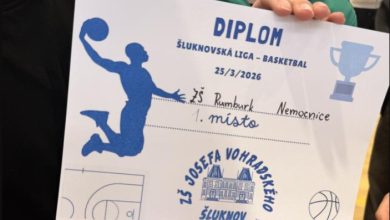 DIPLOM
ŠLUKNOVSKÁ LIGA - BASKETBAL
25/3/2026
ZŠ Rumburk Nemocnice
1. místo
ZŠ JOSEFA VOHRADSKÉHO
ŠLUKNOV